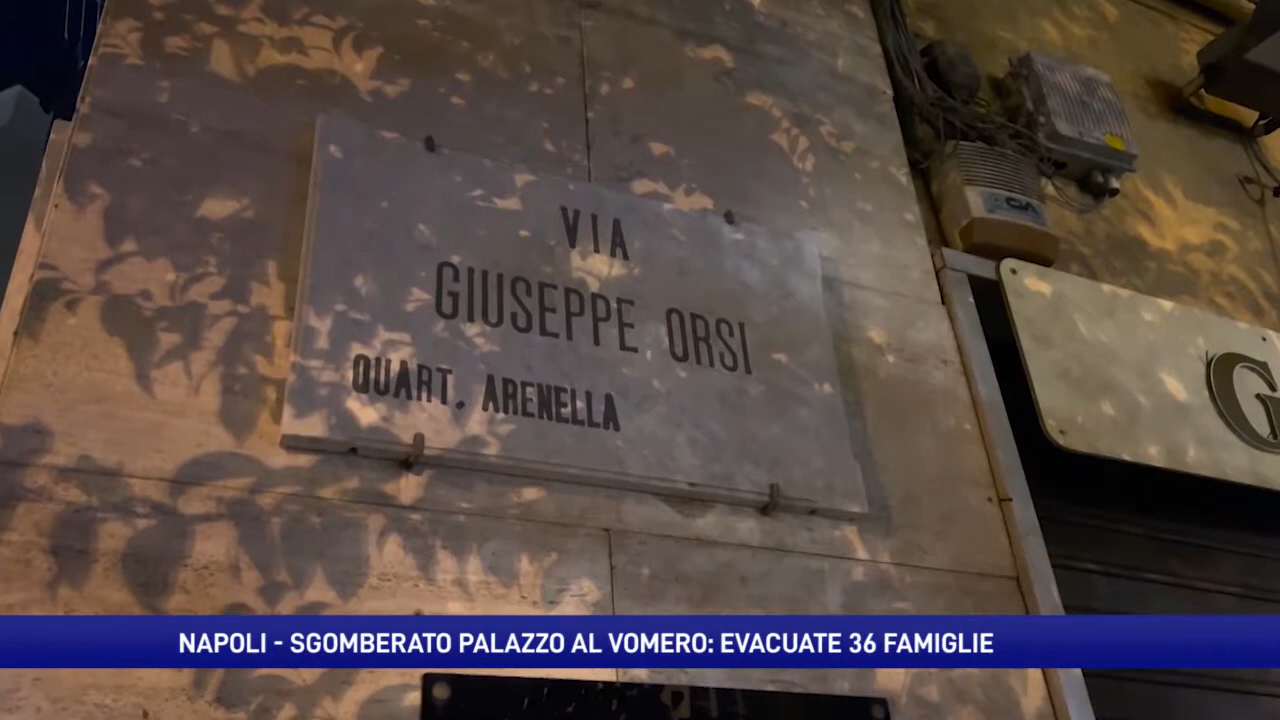 VIA
GIUSEPPE ORSI
QUART. ARENELLA
G
NAPOLI - SGOMBERATO PALAZZO AL VOMERO: EVACUATE 36 FAMIGLIE